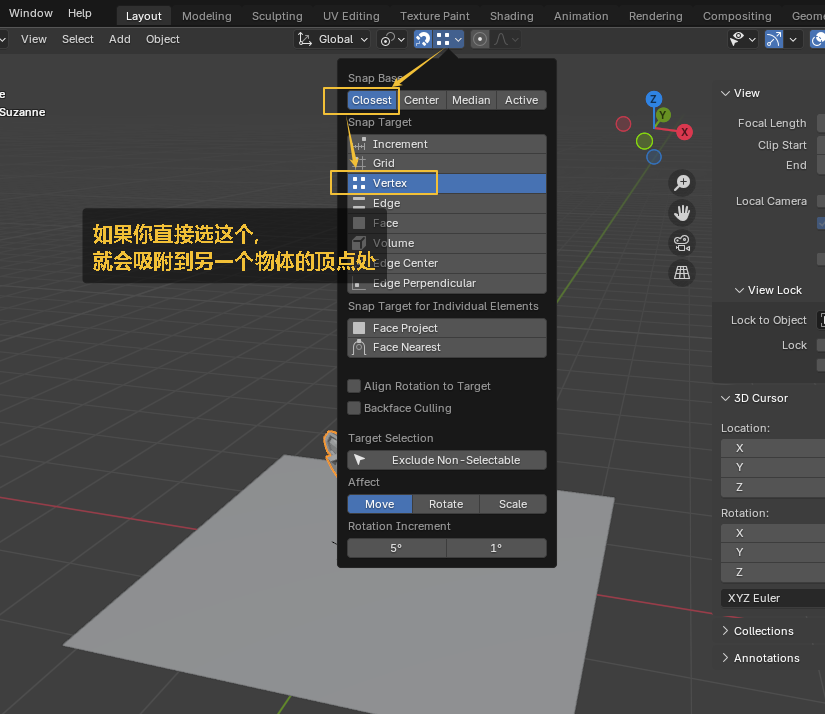 Window Help Layout Modeling Sculpting UV Editing Texture Paint Shading Animation Rendering Compositing
View Select Add Object Global
Suzanne
Snap Base
Closest Center Median Active
Snap Target
Increment
Grid
Vertex
Edge
Face
Volume
Edge Center
Edge Perpendicular
如果你直接选这个,
就会吸附到另一个物体的顶点处
Snap Target for Individual Elements
Face Project
Face Nearest
Align Rotation to Target
Backface Culling
Target Selection
Exclude Non-Selectable
Affect
Move Rotate Scale
Rotation Increment
5° 1°
Z
Y
X
View
Focal Length
Clip Start
End
Local Camera
View Lock
Lock to Object
Lock
3D Cursor
Location:
X
Y
Z
Rotation:
X
Y
Z
XYZ Euler
Collections
Annotations